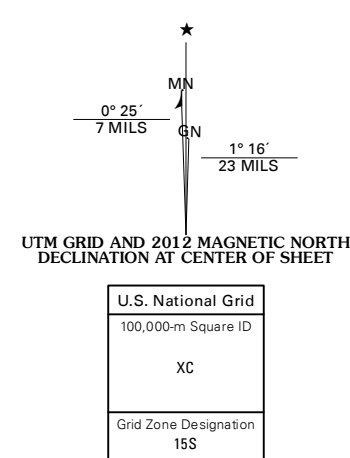 ★
MN
0° 25´
7 MILS
GN
1° 16´
23 MILS
UTM GRID AND 2012 MAGNETIC NORTH
DECLINATION AT CENTER OF SHEET
U.S. National Grid
100,000-m Square ID
XC
Grid Zone Designation
15S